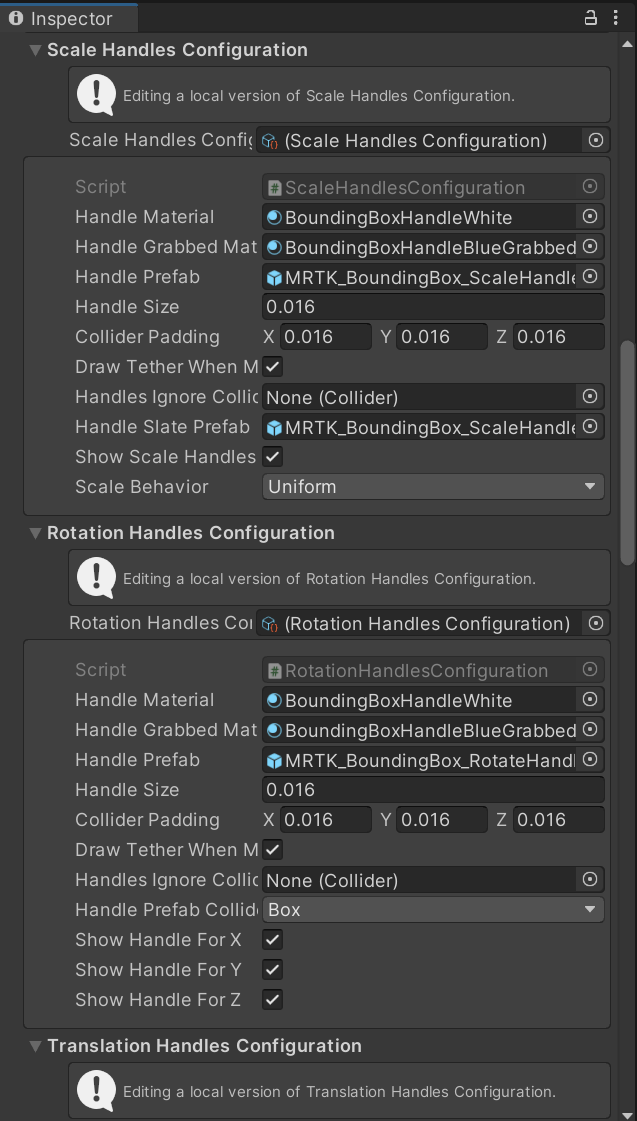 Inspector
Scale Handles Configuration
Editing a local version of Scale Handles Configuration.
Scale Handles Config (Scale Handles Configuration)
Script ScaleHandlesConfiguration
Handle Material BoundingBoxHandleWhite
Handle Grabbed Mat BoundingBoxHandleBlueGrabbed
Handle Prefab MRTK_BoundingBox_ScaleHandle
Handle Size 0.016
Collider Padding X 0.016 Y 0.016 Z 0.016
Draw Tether When M
Handles Ignore Collid None (Collider)
Handle Slate Prefab MRTK_BoundingBox_ScaleHandle
Show Scale Handles
Scale Behavior Uniform
Rotation Handles Configuration
Editing a local version of Rotation Handles Configuration.
Rotation Handles Con (Rotation Handles Configuration)
Script RotationHandlesConfiguration
Handle Material BoundingBoxHandleWhite
Handle Grabbed Mat BoundingBoxHandleBlueGrabbed
Handle Prefab MRTK_BoundingBox_RotateHandl
Handle Size 0.016
Collider Padding X 0.016 Y 0.016 Z 0.016
Draw Tether When M
Handles Ignore Collid None (Collider)
Handle Prefab Collid Box
Show Handle For X
Show Handle For Y
Show Handle For Z
Translation Handles Configuration
Editing a local version of Translation Handles Configuration.